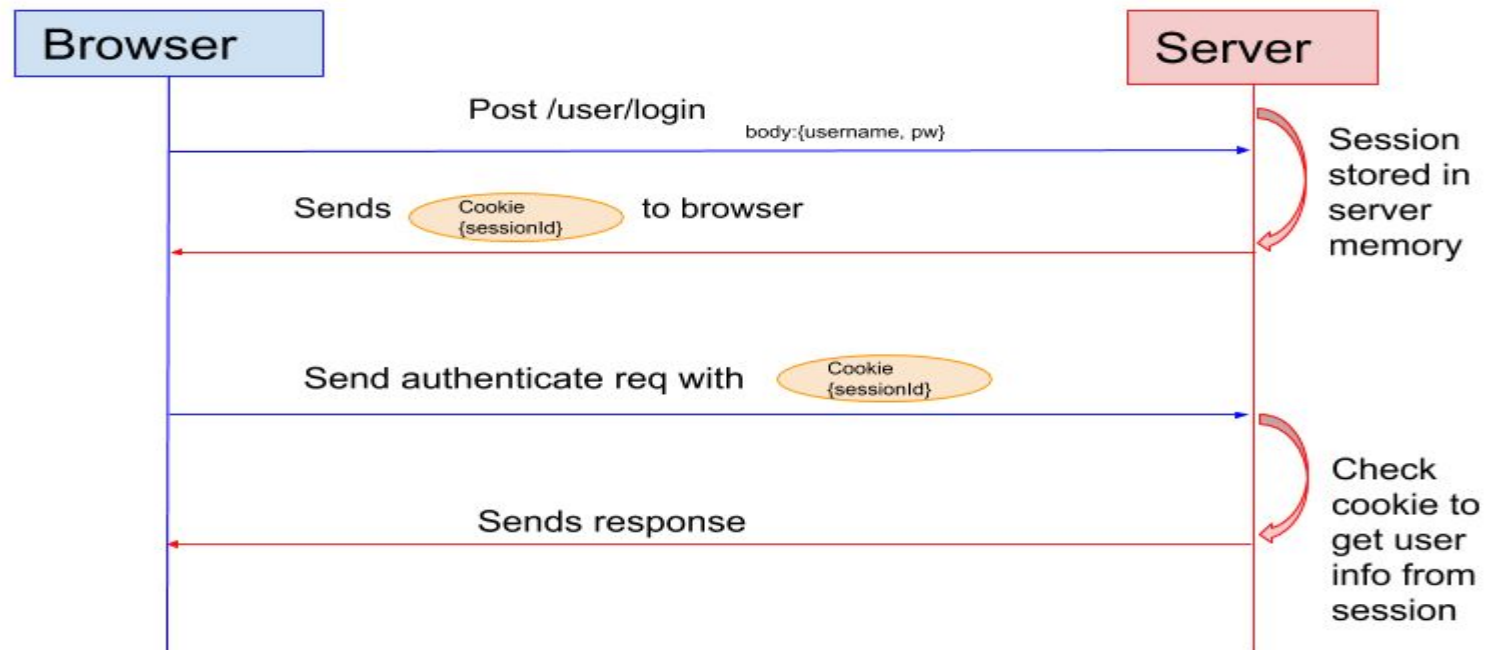 Browser
Server
Post /user/login
body:{username, pw}
Session
stored in
server
memory
Sends Cookie to browser
{sessionId}
Send authenticate req with Cookie
{sessionId}
Check
cookie to
get user
info from
session
Sends response